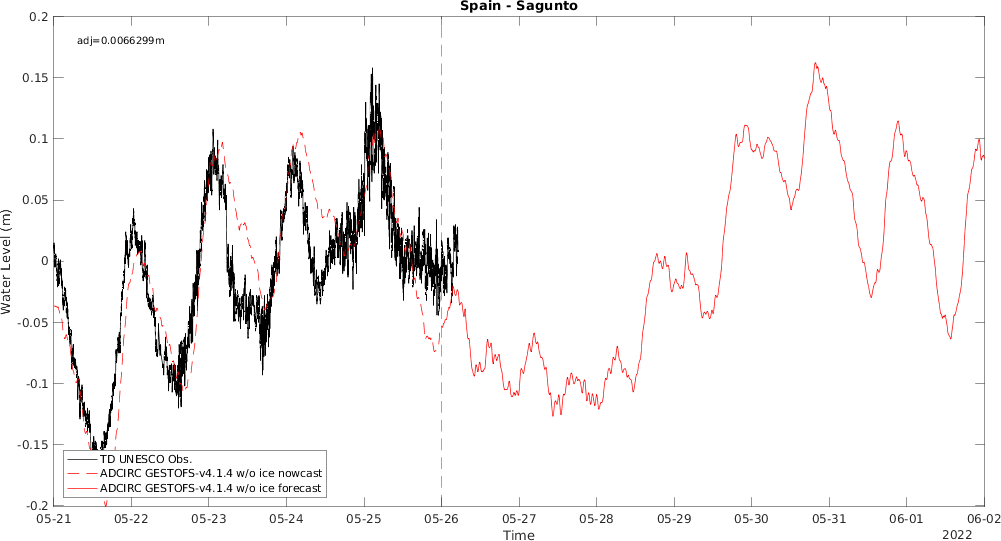 Spain - Sagunto
adj=0.0066299m
Water Level (m)
0.2
0.15
0.1
0.05
0
-0.05
-0.1
-0.15
-0.2
TD UNESCO Obs.
ADCIRC GESTOFS-v4.1.4 w/o ice nowcast
ADCIRC GESTOFS-v4.1.4 w/o ice forecast
05-21 05-22 05-23 05-24 05-25 05-26 05-27 05-28 05-29 05-30 05-31 06-01 06-02
Time
2022